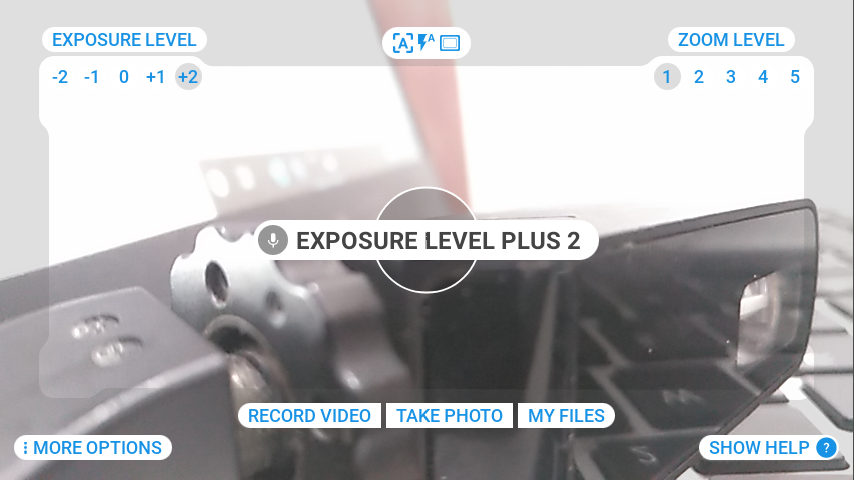 EXPOSURE LEVEL
ZOOM LEVEL
-2 -1 0 +1 +2
1 2 3 4 5
EXPOSURE LEVEL PLUS 2
RECORD VIDEO TAKE PHOTO MY FILES
MORE OPTIONS
SHOW HELP ?